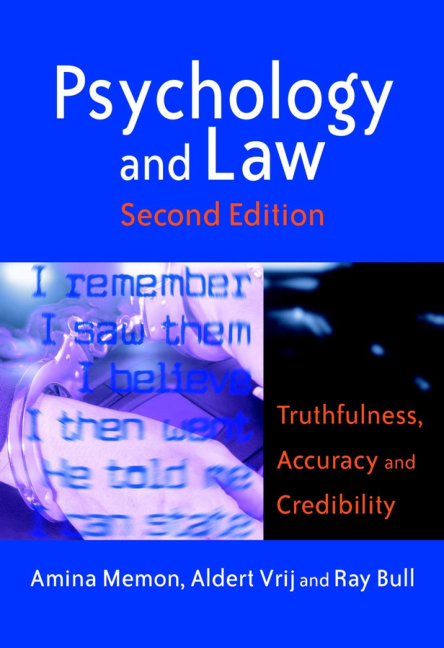 Psychology
and Law
Second Edition
I remember
I saw them
I believe
I then went
He told me
I can state
Truthfulness,
Accuracy and
Credibility
Amina Memon, Aldert Vrij and Ray Bull